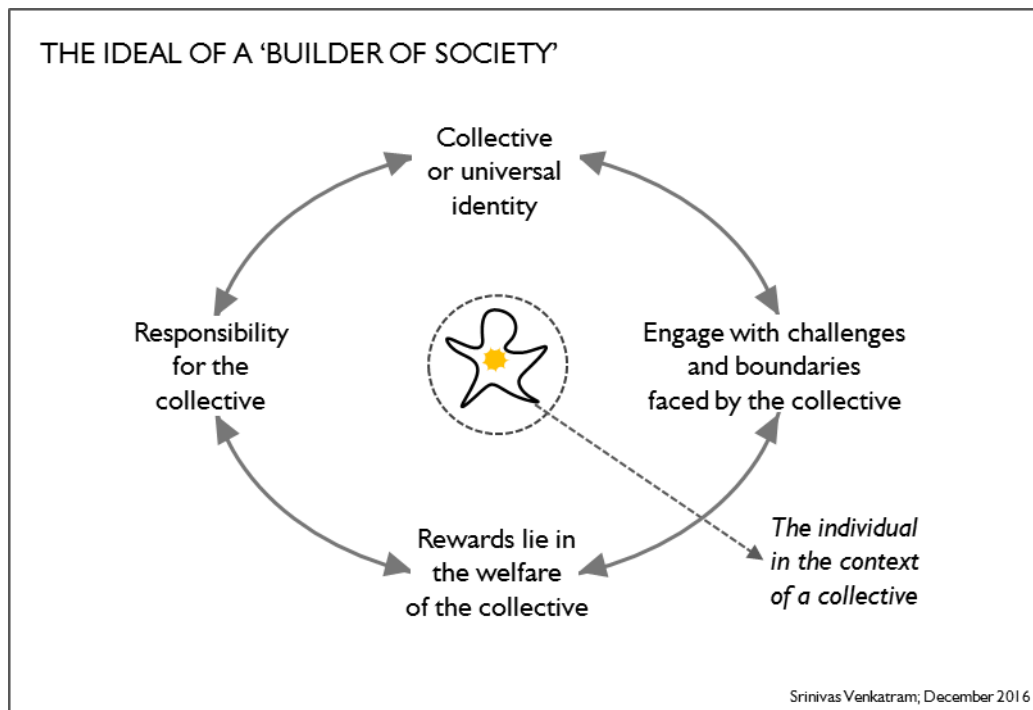 THE IDEAL OF A ‘BUILDER OF SOCIETY’
Collective
or universal
identity
Responsibility
for the
collective
Engage with challenges
and boundaries
faced by the collective
Rewards lie in
the welfare
of the collective
The individual
in the context
of a collective
Srinivas Venkatram; December 2016